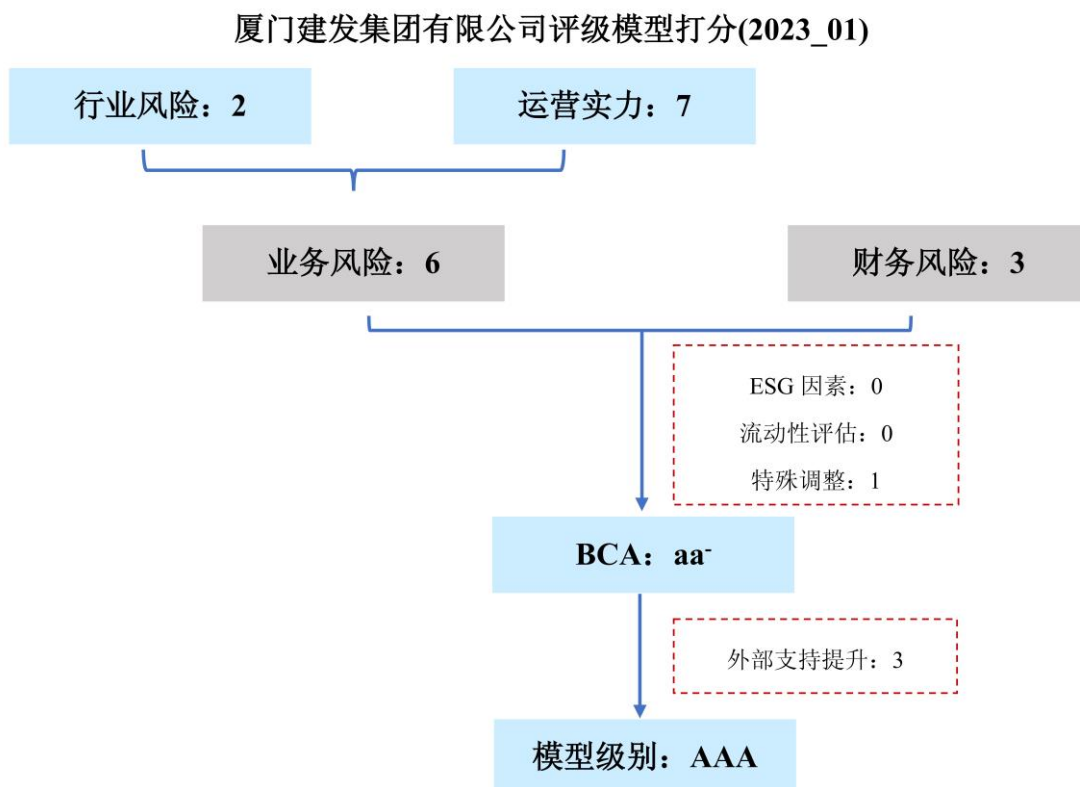 厦门建发集团有限公司评级模型打分(2023_01)
行业风险：2
运营实力：7
业务风险：6
财务风险：3
ESG 因素：0
流动性评估：0
特殊调整：1
BCA：aa-
外部支持提升：3
模型级别：AAA